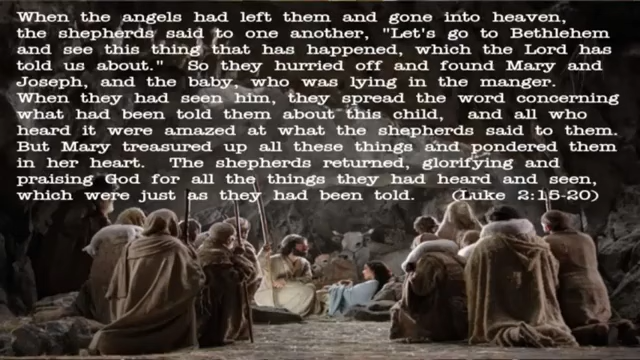 When the angels had left them and gone into heaven,
the shepherds said to one another, "Let's go to Bethlehem
and see this thing that has happened, which the Lord has
told us about."  So they hurried off and found Mary and
Joseph, and the baby, who was lying in the manger.
When they had seen him, they spread the word concerning
what had been told them about this child,  and all who
heard it were amazed at what the shepherds said to them.
But Mary treasured up all these things and pondered them
in her heart.  The shepherds returned, glorifying and
praising God for all the things they had heard and seen,
which were just as they had been told.   (Luke 2:15-20)